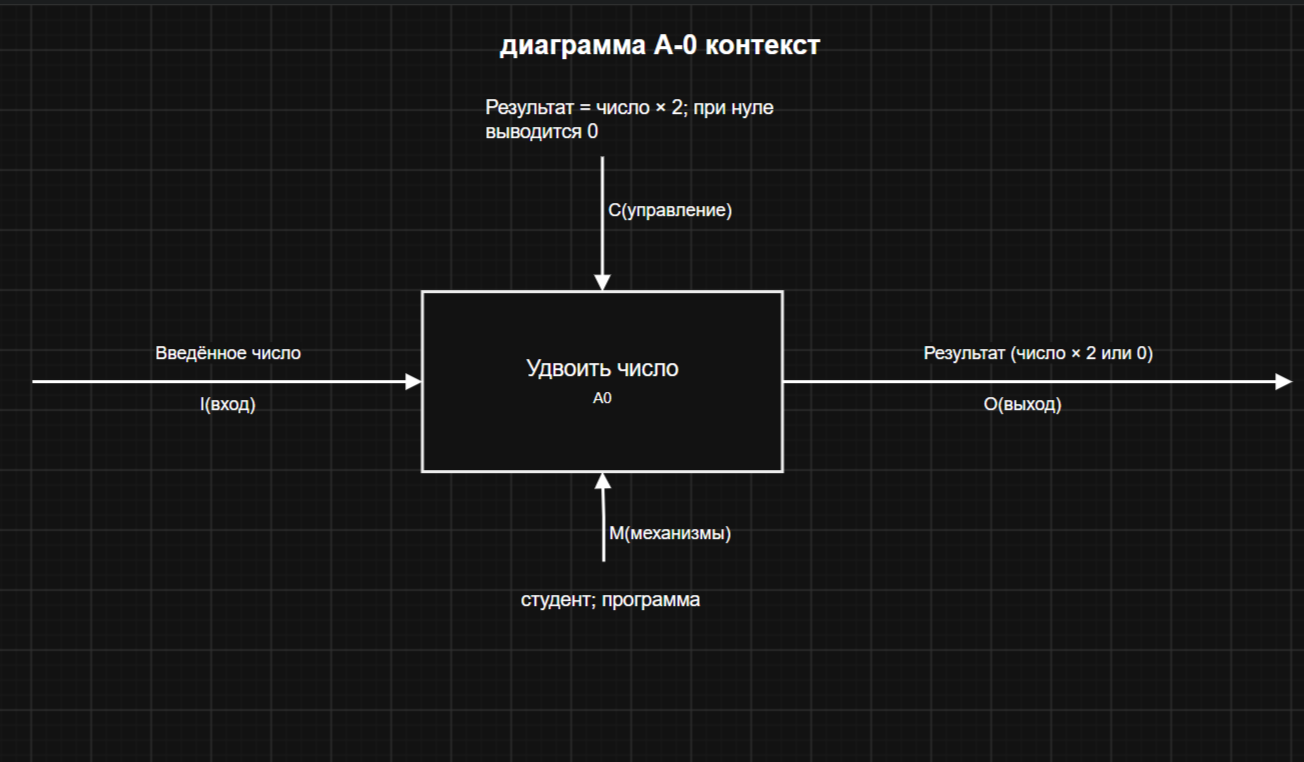 диаграмма A-0 контекст
Результат = число × 2; при нуле
выводится 0
C(управление)
Введённое число
I(вход)
Удвоить число
A0
Результат (число × 2 или 0)
O(выход)
M(механизмы)
студент; программа